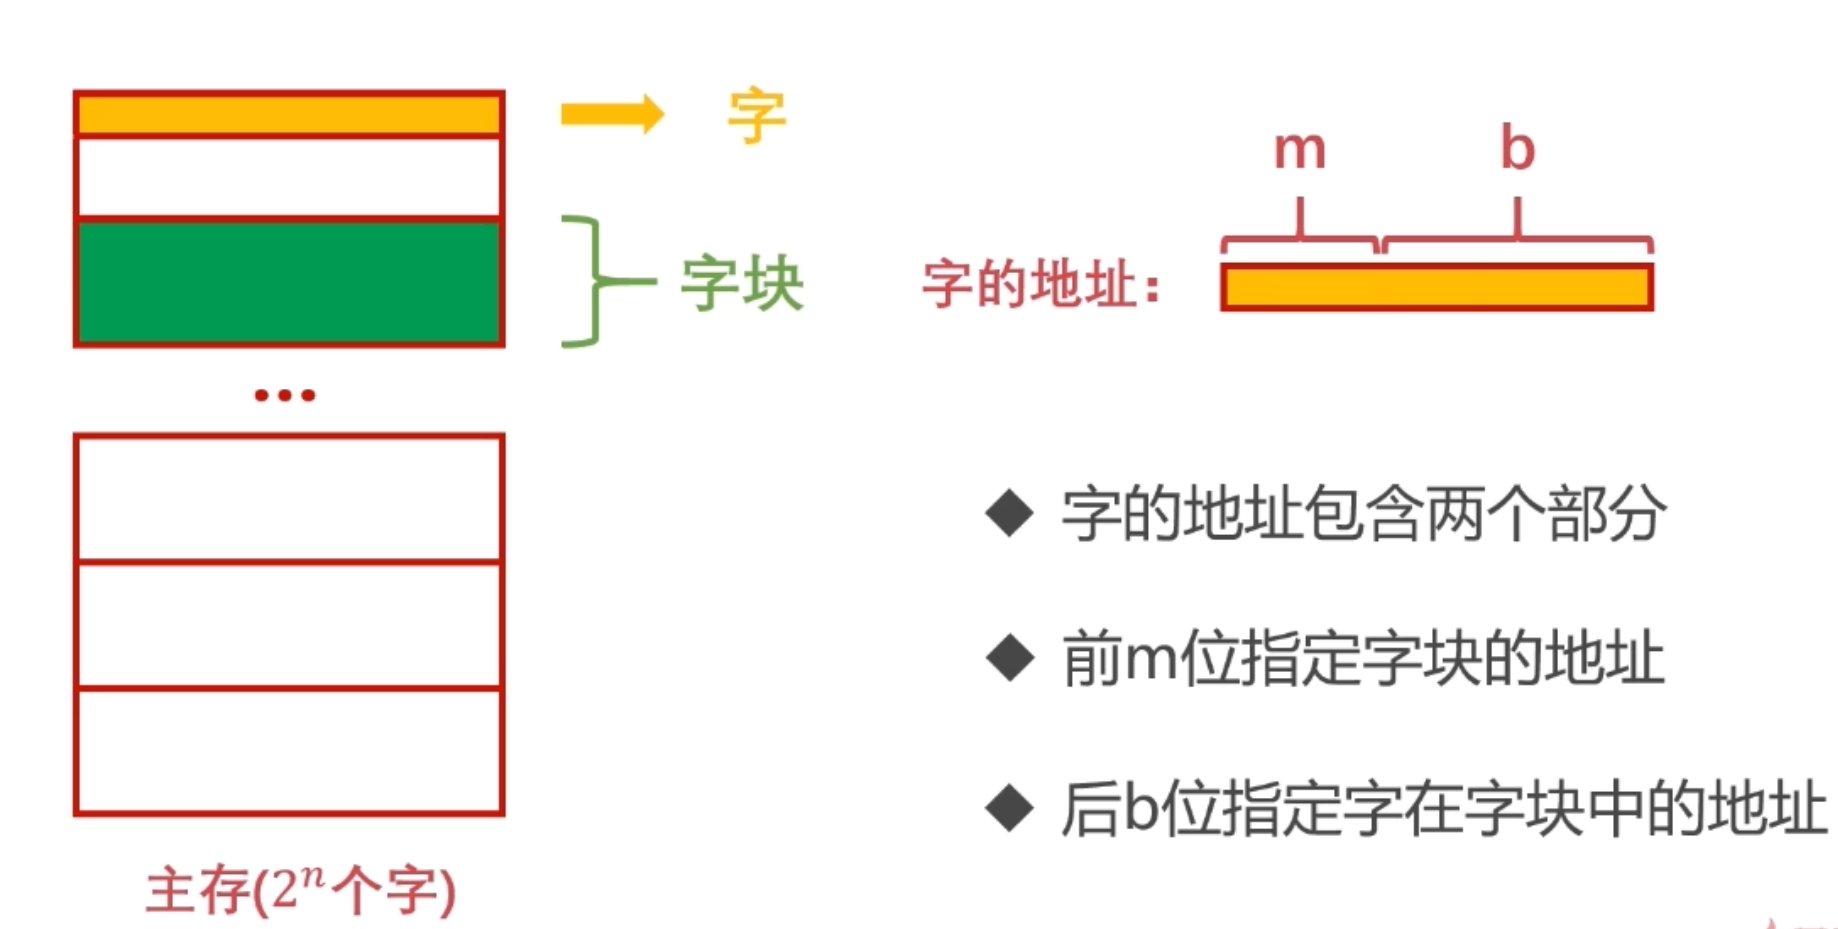 字
字块
...
主存(2ⁿ个字)
m b
字的地址：
◆ 字的地址包含两个部分
◆ 前m位指定字块的地址
◆ 后b位指定字在字块中的地址